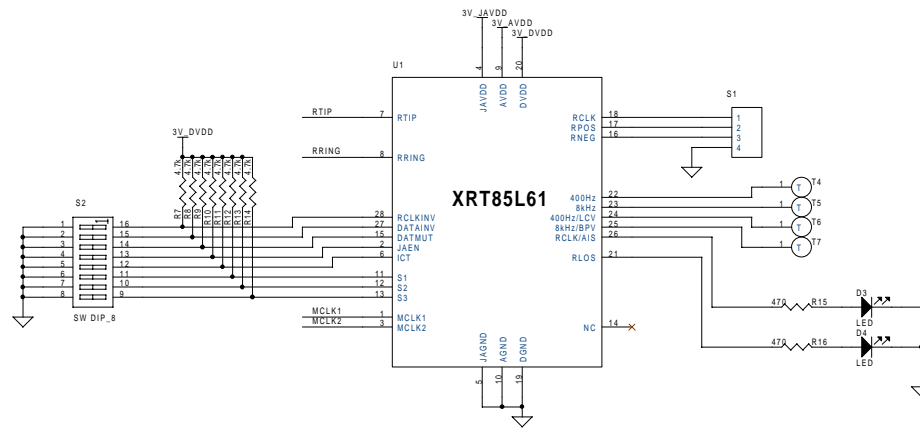 3V_JAVDD
3V_AVDD
3V_DVDD
U1
4
9
20
JAVDD
AVDD
DVDD
RTIP
7
RTIP
RRING
8
RRING
XRT85L61
RCLK
18
RPOS
17
RNEG
16
S1
1
2
3
4
3V_DVDD
4.7k
4.7k
4.7k
4.7k
4.7k
4.7k
4.7k
4.7k
R7
R8
R9
R10
R11
R12
R13
R14
S2
1
16
2
15
3
14
4
13
5
12
6
11
7
10
8
9
1
SW DIP_8
28
RCLKINV
27
DATAINV
15
DATMUT
2
JAEN
6
ICT
11
S1
12
S2
13
S3
MCLK1
1
MCLK1
MCLK2
3
MCLK2
400Hz
22
1
T
T4
8kHz
23
1
T
T5
400Hz/LCV
24
1
T
T6
8kHz/BPV
25
1
T
T7
RCLK/AIS
26
RLOS
21
NC
14
470
R15
D3
LED
470
R16
D4
LED
JAGND
AGND
DGND
5
10
19